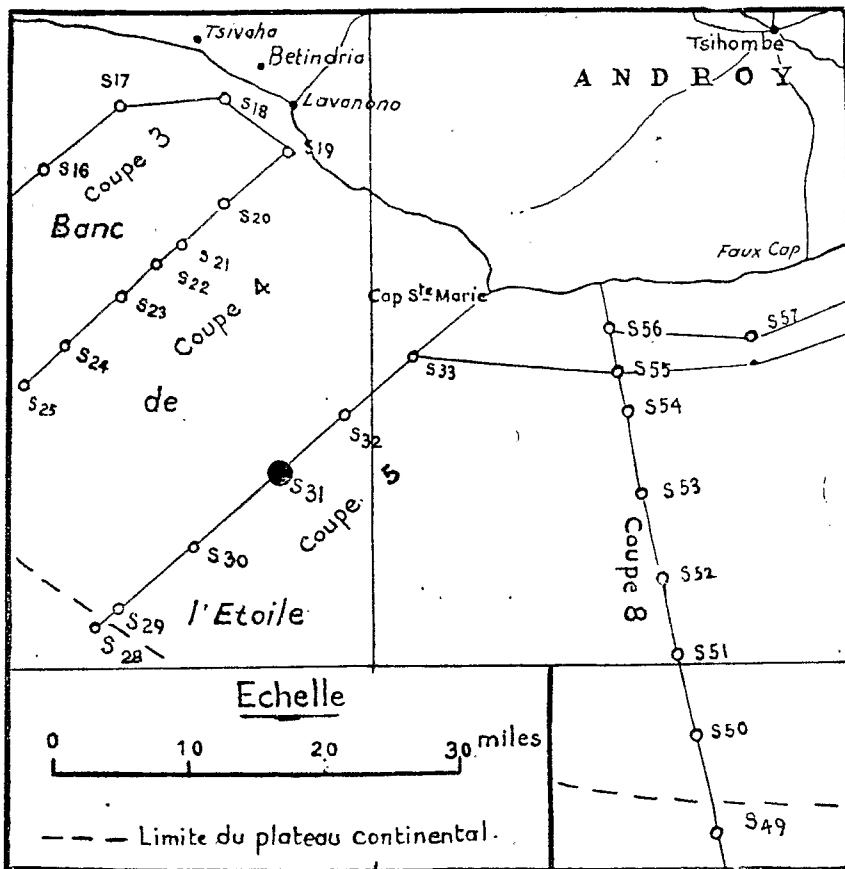 Tsivaha
Betindria
Tsihombe
ANDROY
S17
S18
Lavanono
S16
Coupe 3
S19
Banc
S20
S21
S22
Faux Cap
S23
Coupe 4
Cap Ste Marie
S24
S56
S57
S33
S55
S25
de
S54
S32
S31
Coupe 5
S53
S30
Coupe 8
S52
S29
l'Etoile
S28
S51
Echelle
S50
0 10 20 30 miles
S49
Limite du plateau continental.